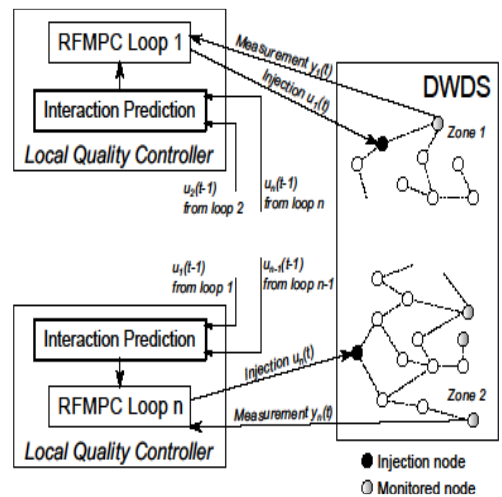 RFMPC Loop 1
Interaction Prediction
Local Quality Controller
Measurement y1(t)
Injection u1(t)
DWDS
Zone 1
u2(t-1)
from loop 2
un(t-1)
from loop n
u1(t-1)
from loop 1
un-1(t-1)
from loop n-1
Interaction Prediction
RFMPC Loop n
Local Quality Controller
Injection un(t)
Measurement yn(t)
Zone 2
Injection node
Monitored node